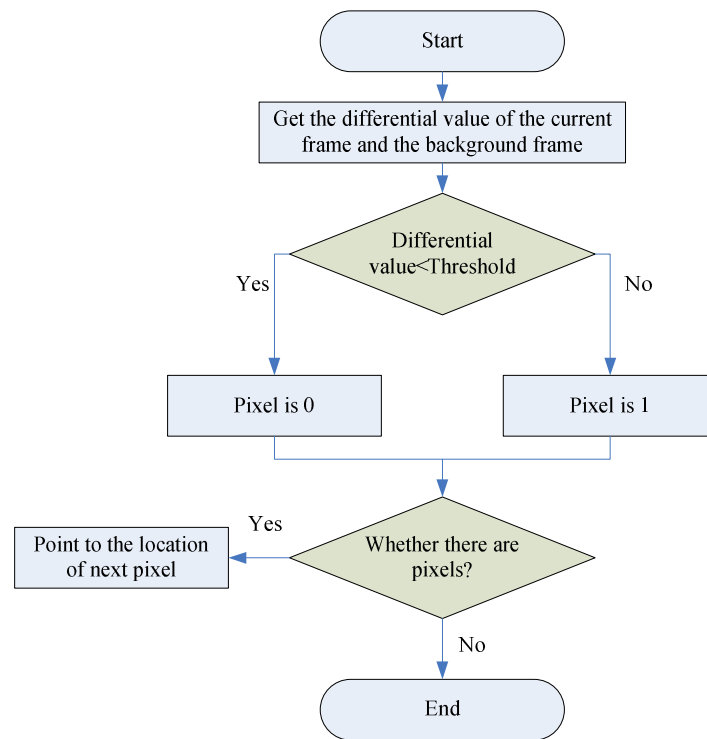 Start
Get the differential value of the current
frame and the background frame
Differential
value<Threshold
Yes
No
Pixel is 0
Pixel is 1
Whether there are
pixels?
Yes
Point to the location
of next pixel
No
End